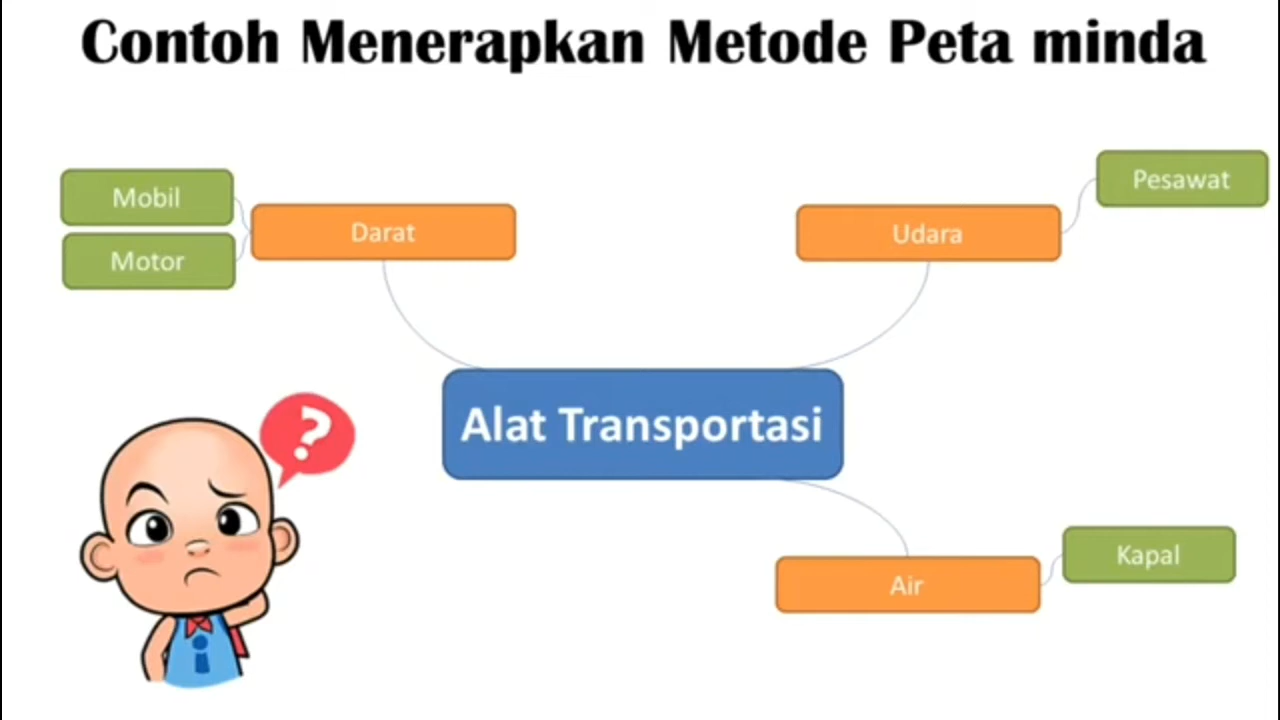 Contoh Menerapkan Metode Peta minda
Mobil
Motor
Darat
Udara
Pesawat
Alat Transportasi
Air
Kapal
?
i